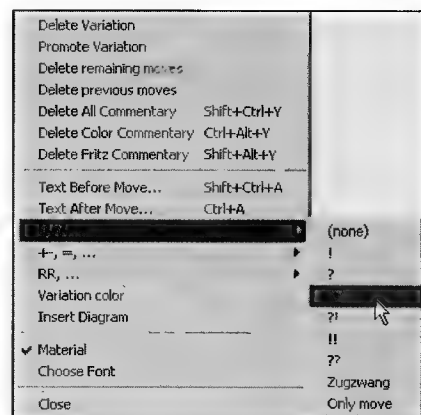 Delete Variation
Promote Variation
Delete remaining moves
Delete previous moves
Delete All Commentary Shift+Ctrl+Y
Delete Color Commentary Ctrl+Alt+Y
Delete Fritz Commentary Shift+Alt+Y
Text Before Move... Shift+Ctrl+A
Text After Move... Ctrl+A
(none)
+-, =, ...
!
RR, ...
?
Variation color
Insert Diagram
?!
!!
Material
??
Choose Font
Zugzwang
Close
Only move